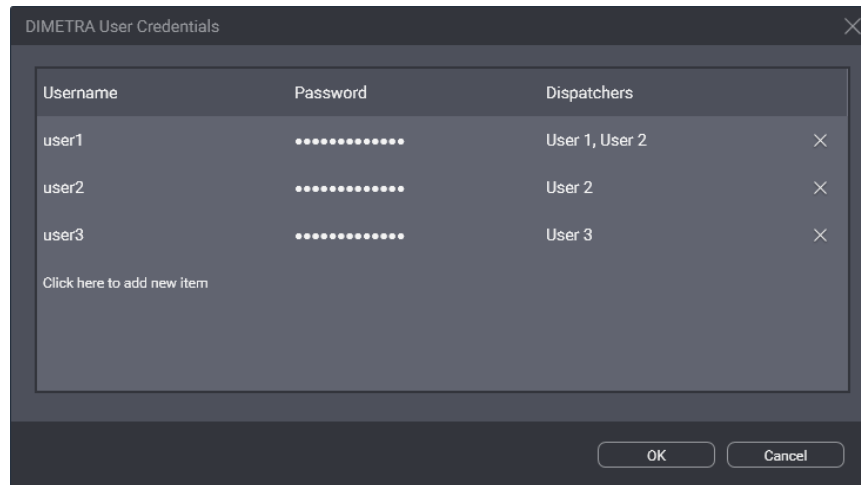 DIMETRA User Credentials
Username Password Dispatchers
user1 ••••••••••••• User 1, User 2
user2 ••••••••••••• User 2
user3 ••••••••••••• User 3
Click here to add new item
OK Cancel